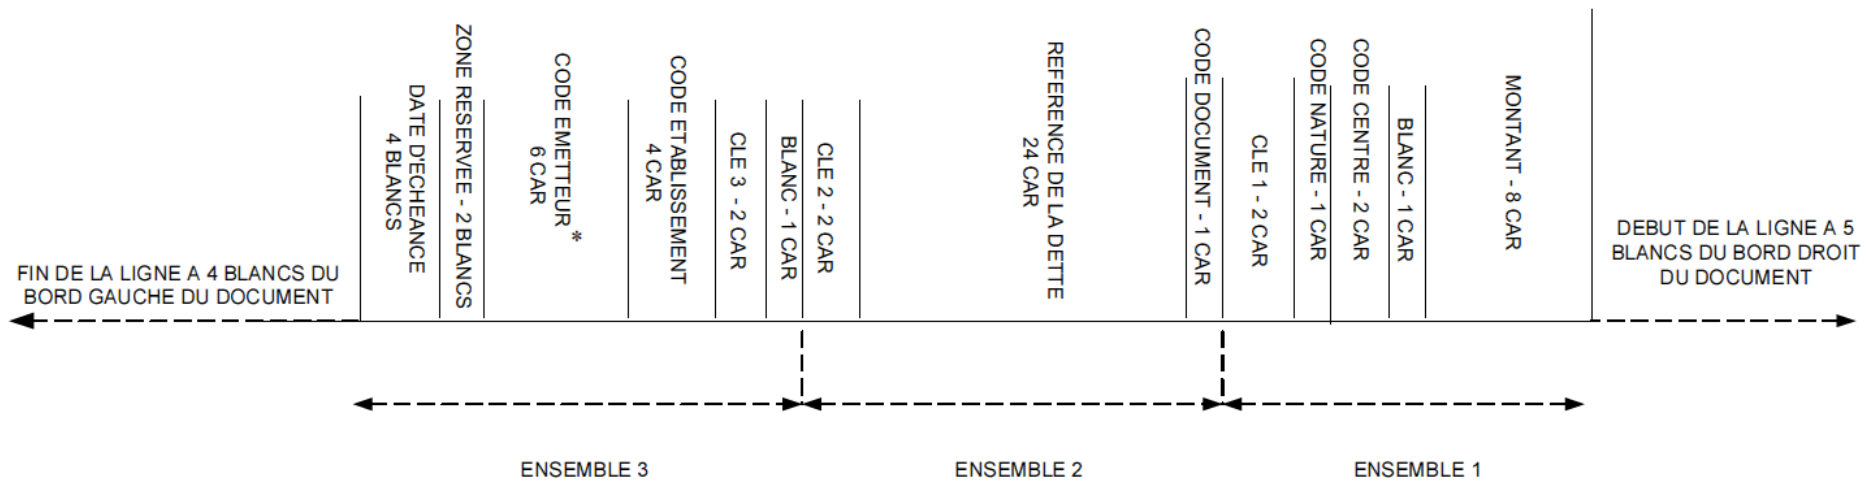 DATE D'ECHEANCE
4 BLANCS
ZONE RESERVEE - 2 BLANCS
CODE EMETTEUR *
6 CAR
CODE ETABLISSEMENT
4 CAR
CLE 3 - 2 CAR
BLANC - 1 CAR
CLE 2 - 2 CAR
REFERENCE DE LA DETTE
24 CAR
CODE DOCUMENT - 1 CAR
CLE 1 - 2 CAR
CODE NATURE - 1 CAR
CODE CENTRE - 2 CAR
BLANC - 1 CAR
MONTANT - 8 CAR
FIN DE LA LIGNE A 4 BLANCS DU
BORD GAUCHE DU DOCUMENT
DEBUT DE LA LIGNE A 5
BLANCS DU BORD DROIT
DU DOCUMENT
ENSEMBLE 3
ENSEMBLE 2
ENSEMBLE 1